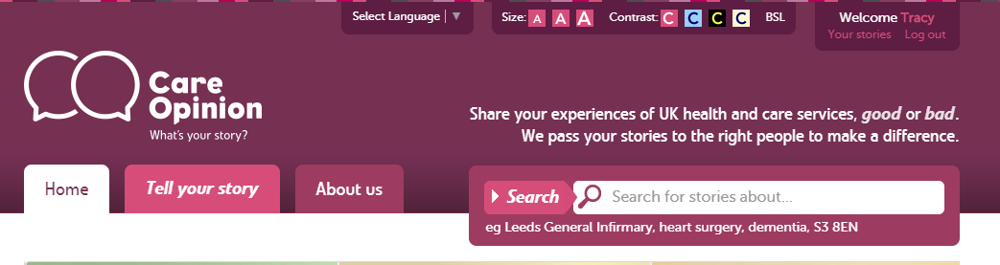 Select Language ▼
Size: A A A Contrast: C C C C BSL
Welcome Tracy
Your stories Log out
Care
Opinion
What's your story?
Share your experiences of UK health and care services, good or bad.
We pass your stories to the right people to make a difference.
Home
Tell your story
About us
Search
Search for stories about...
eg Leeds General Infirmary, heart surgery, dementia, S3 8EN